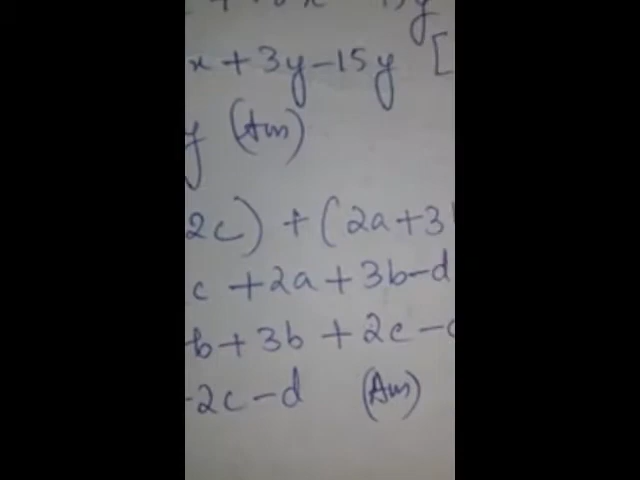 x + 3y - 15y [
y (Ans)
2c) + (2a + 3
c + 2a + 3b - d
b + 3b + 2c - 
-2c - d (Ans)